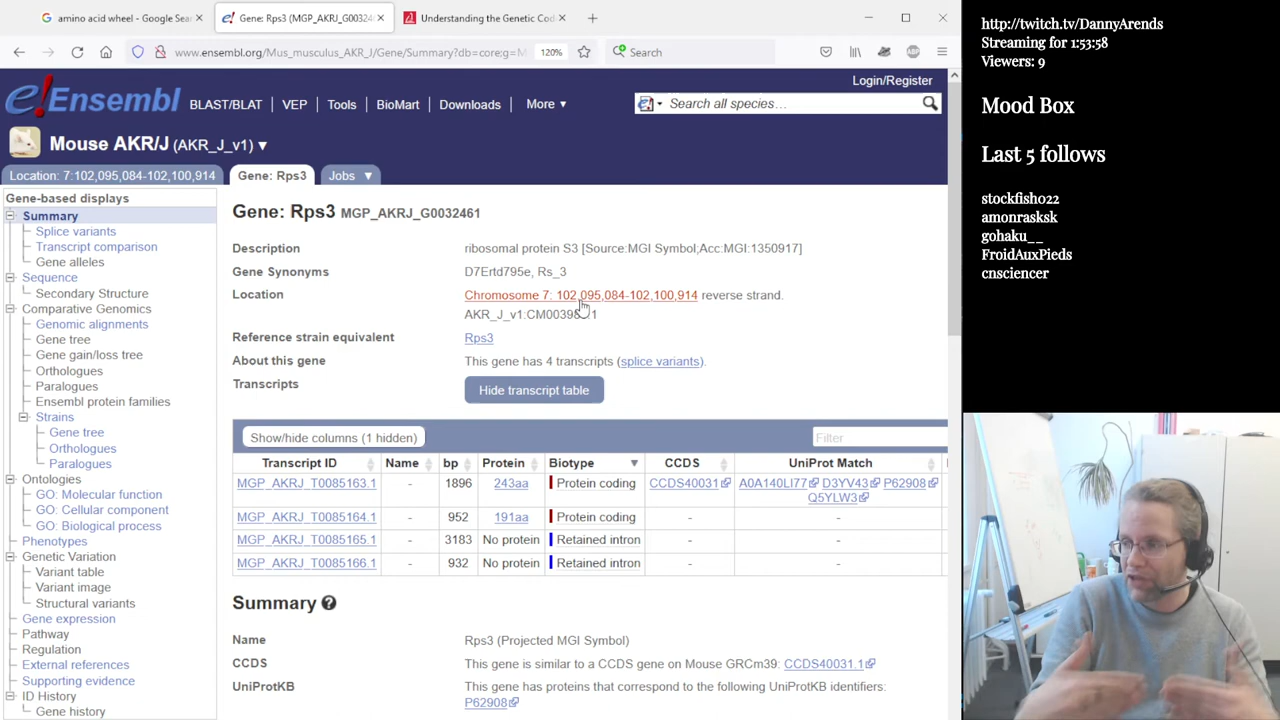 amino acid wheel - Google Sea
Gene: Rps3 (MGP_AKRJ_G00324
Understanding the Genetic Cod
www.ensembl.org/Mus_musculus_AKR_J/Gene/Summary?db=core;g=M
120%
Search
Login/Register
e!Ensembl
BLAST/BLAT VEP Tools BioMart Downloads More ▼
Search all species...
Mouse AKR/J (AKR_J_v1) ▼
Location: 7:102,095,084-102,100,914
Gene: Rps3
Jobs ▼
Gene-based displays
Summary
Splice variants
Transcript comparison
Gene alleles
Sequence
Secondary Structure
Comparative Genomics
Genomic alignments
Gene tree
Gene gain/loss tree
Orthologues
Paralogues
Ensembl protein families
Strains
Gene tree
Orthologues
Paralogues
Ontologies
GO: Molecular function
GO: Cellular component
GO: Biological process
Phenotypes
Genetic Variation
Variant table
Variant image
Structural variants
Gene expression
Pathway
Regulation
External references
Supporting evidence
ID History
Gene history
Gene: Rps3 MGP_AKRJ_G0032461
Description ribosomal protein S3 [Source:MGI Symbol;Acc:MGI:1350917]
Gene Synonyms D7Ertd795e, Rs_3
Location Chromosome 7: 102,095,084-102,100,914 reverse strand.
Reference strain equivalent Rps3
About this gene This gene has 4 transcripts (splice variants).
Transcripts Hide transcript table
Show/hide columns (1 hidden) Filter
Transcript ID Name bp Protein Biotype CCDS UniProt Match
MGP_AKRJ_T0085163.1 - 1896 243aa Protein coding CCDS40031 A0A140LI77 D3YV43 P62908
Q5YLW3
MGP_AKRJ_T0085164.1 - 952 191aa Protein coding - -
MGP_AKRJ_T0085165.1 - 3183 No protein Retained intron - -
MGP_AKRJ_T0085166.1 - 932 No protein Retained intron - -
Summary
Name Rps3 (Projected MGI Symbol)
CCDS This gene is similar to a CCDS gene on Mouse GRCm39: CCDS40031.1
UniProtKB This gene has proteins that correspond to the following UniProtKB identifiers:
P62908
http://twitch.tv/DannyArends
Streaming for 1:53:58
Viewers: 9
Mood Box
Last 5 follows
stockfish022
amonrasksk
gohaku__
FroidAuxPieds
cnsciencer